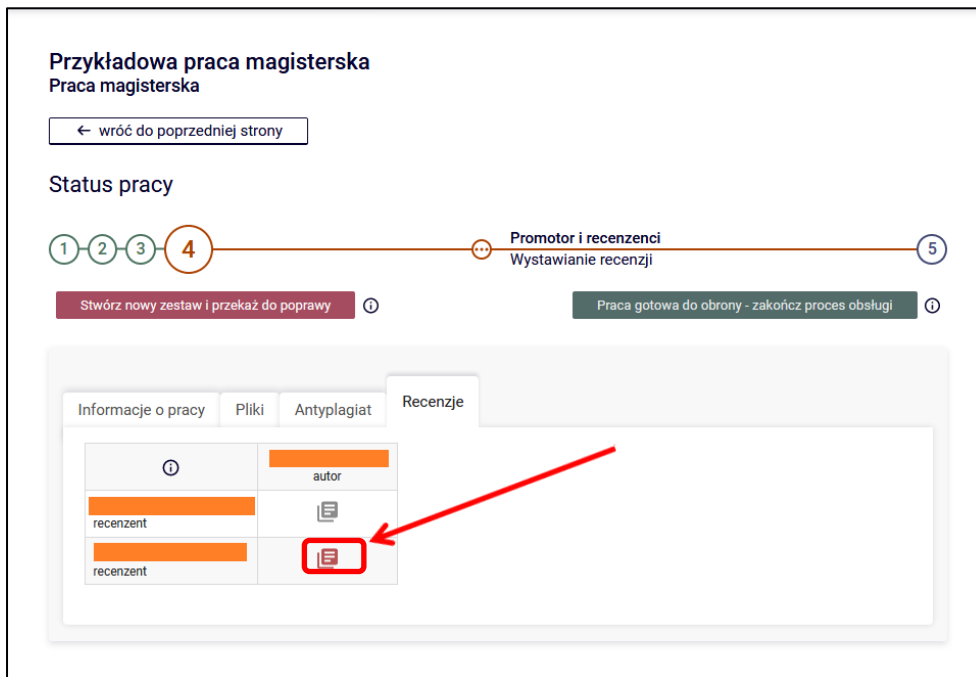 Przykładowa praca magisterska
Praca magisterska
← wróć do poprzedniej strony
Status pracy
1 2 3 4 Promotor i recenzenci 5
Wystawianie recenzji
Stwórz nowy zestaw i przekaż do poprawy
Praca gotowa do obrony - zakończ proces obsługi
Informacje o pracy Pliki Antyplagiat Recenzje
autor
recenzent
recenzent